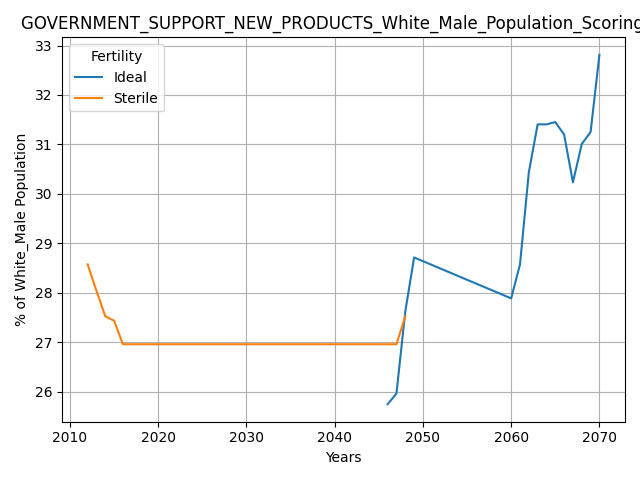 GOVERNMENT_SUPPORT_NEW_PRODUCTS_White_Male_Population_Scoring
Fertility
Ideal
Sterile
% of White_Male Population
33
32
31
30
29
28
27
26
2010 2020 2030 2040 2050 2060 2070
Years